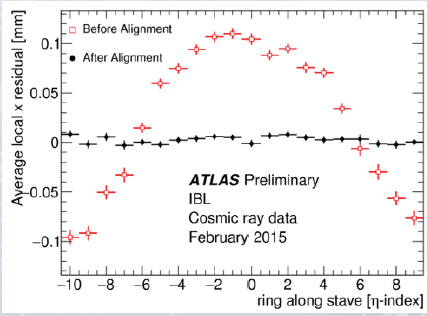 Average local x residual [mm]
Before Alignment
After Alignment
0.1
0.05
0
−0.05
−0.1
ATLAS Preliminary
IBL
Cosmic ray data
February 2015
−10 −8 −6 −4 −2 0 2 4 6 8
ring along stave [η-index]